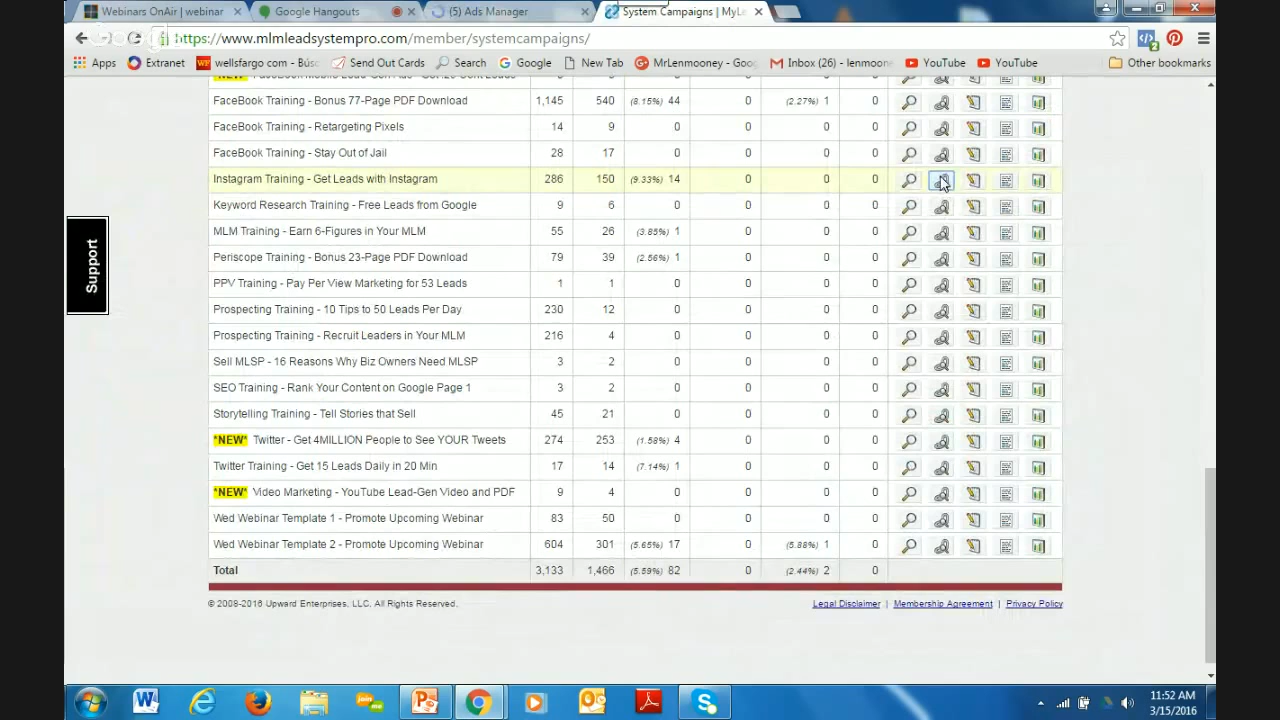 Webinars OnAir | webinar
Google Hangouts
(5) Ads Manager
System Campaigns | MyLe
https://www.mlmleadsystempro.com/member/systemcampaigns/
2
Apps
Extranet
wellsfargo.com - Búsc
Send Out Cards
Search
Google
New Tab
MrLenmooney - Goog
Inbox (26) - lenmoone
YouTube
YouTube
Other bookmarks
FaceBook Training - Bonus 77-Page PDF Download 1,145 540 (8.15%) 44 0 (2.27%) 1 0
FaceBook Training - Retargeting Pixels 14 9 0 0 0 0
FaceBook Training - Stay Out of Jail 28 17 0 0 0 0
Instagram Training - Get Leads with Instagram 286 150 (9.33%) 14 0 0 0
Keyword Research Training - Free Leads from Google 9 6 0 0 0 0
MLM Training - Earn 6-Figures in Your MLM 55 26 (3.85%) 1 0 0 0
Periscope Training - Bonus 23-Page PDF Download 79 39 (2.56%) 1 0 0 0
PPV Training - Pay Per View Marketing for 53 Leads 1 1 0 0 0 0
Prospecting Training - 10 Tips to 50 Leads Per Day 230 12 0 0 0 0
Prospecting Training - Recruit Leaders in Your MLM 216 4 0 0 0 0
Sell MLSP - 16 Reasons Why Biz Owners Need MLSP 3 2 0 0 0 0
SEO Training - Rank Your Content on Google Page 1 3 2 0 0 0 0
Storytelling Training - Tell Stories that Sell 45 21 0 0 0 0
*NEW* Twitter - Get 4MILLION People to See YOUR Tweets 274 253 (1.58%) 4 0 0 0
Twitter Training - Get 15 Leads Daily in 20 Min 17 14 (7.14%) 1 0 0 0
*NEW* Video Marketing - YouTube Lead-Gen Video and PDF 9 4 0 0 0 0
Wed Webinar Template 1 - Promote Upcoming Webinar 83 50 0 0 0 0
Wed Webinar Template 2 - Promote Upcoming Webinar 604 301 (5.65%) 17 0 (5.88%) 1 0
Total 3,133 1,466 (5.59%) 82 0 (2.44%) 2 0
© 2008-2016 Upward Enterprises, LLC. All Rights Reserved.
Legal Disclaimer | Membership Agreement | Privacy Policy
Support
11:52 AM
3/15/2016